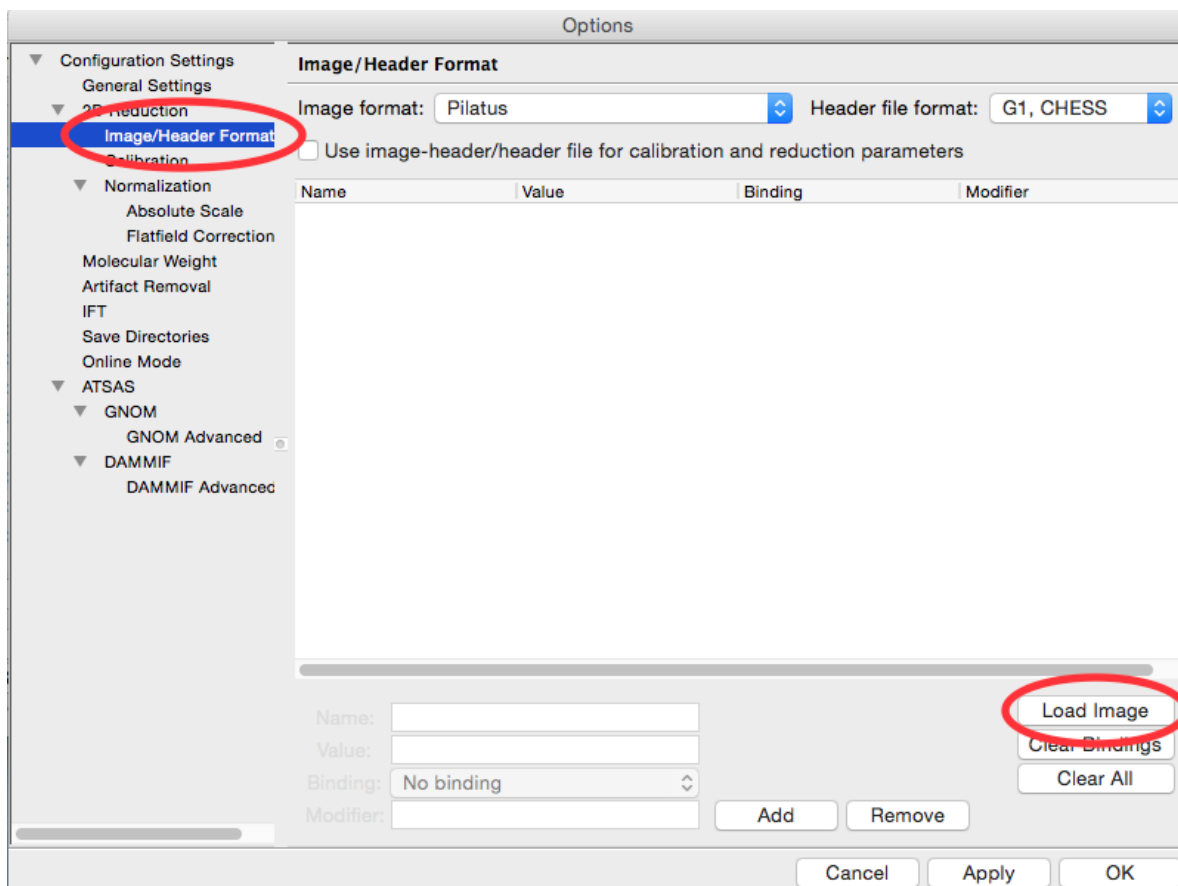 Options
Configuration Settings
General Settings
2D Reduction
Image/Header Format
Calibration
Normalization
Absolute Scale
Flatfield Correction
Molecular Weight
Artifact Removal
IFT
Save Directories
Online Mode
ATSAS
GNOM
GNOM Advanced
DAMMIF
DAMMIF Advanced
Image/Header Format
Image format: Pilatus Header file format: G1, CHESS
Use image-header/header file for calibration and reduction parameters
Name Value Binding Modifier
Name:
Value:
Binding: No binding
Modifier:
Load Image
Clear Bindings
Clear All
Add Remove
Cancel Apply OK